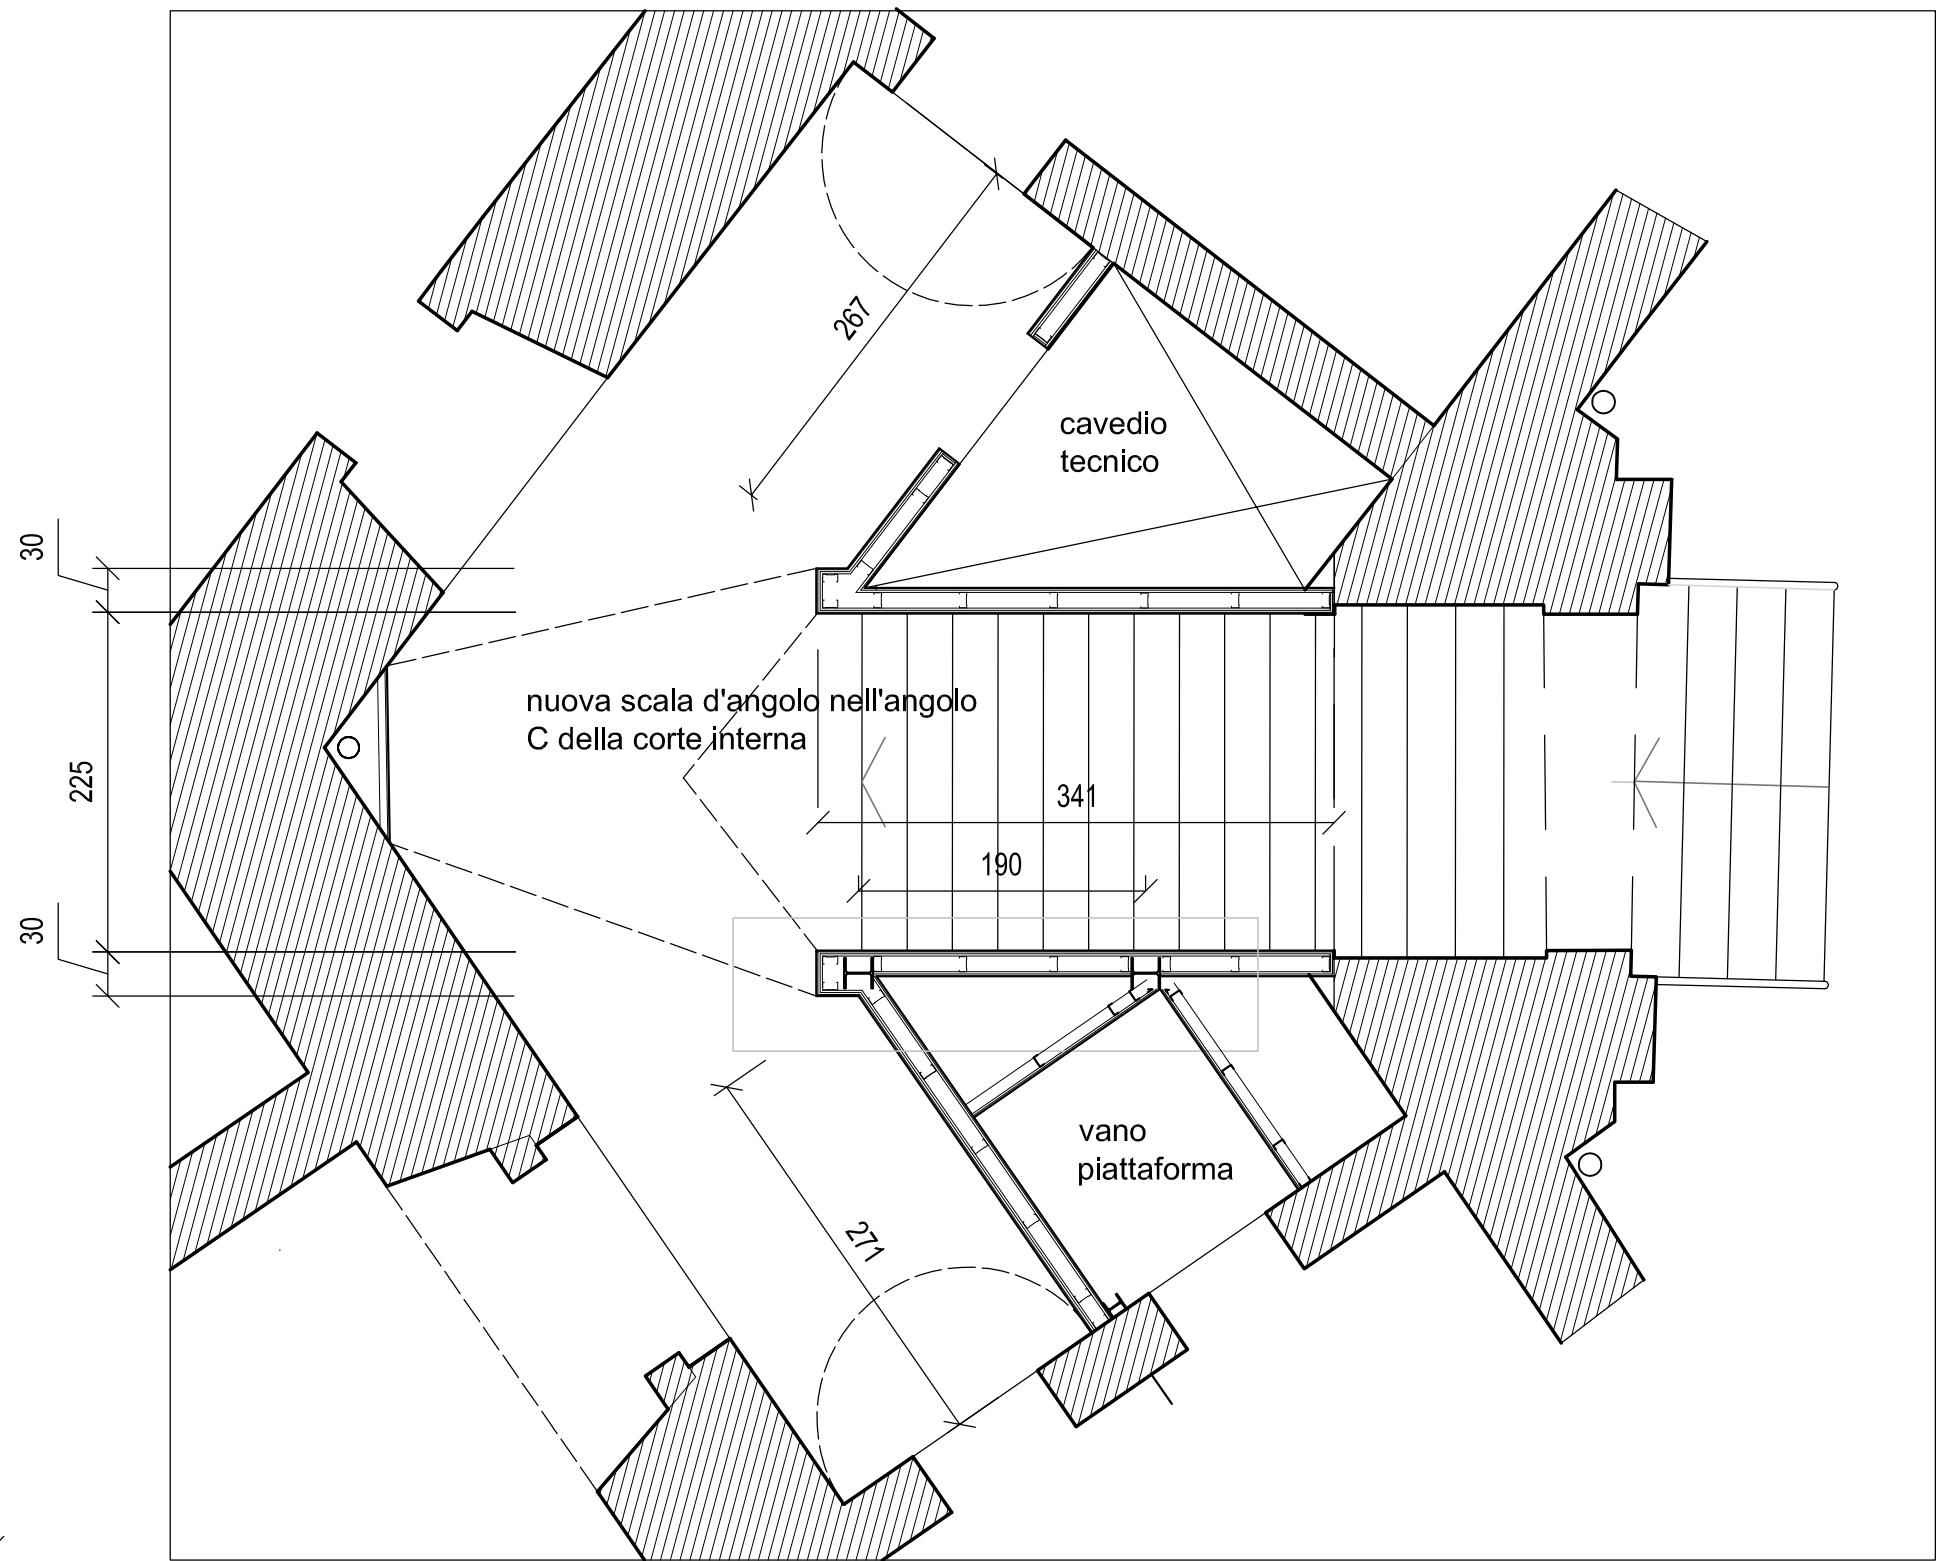 267
cavedio
tecnico
30
nuova scala d'angolo nell'angolo
C della corte interna
225
341
190
30
vano
piattaforma
271